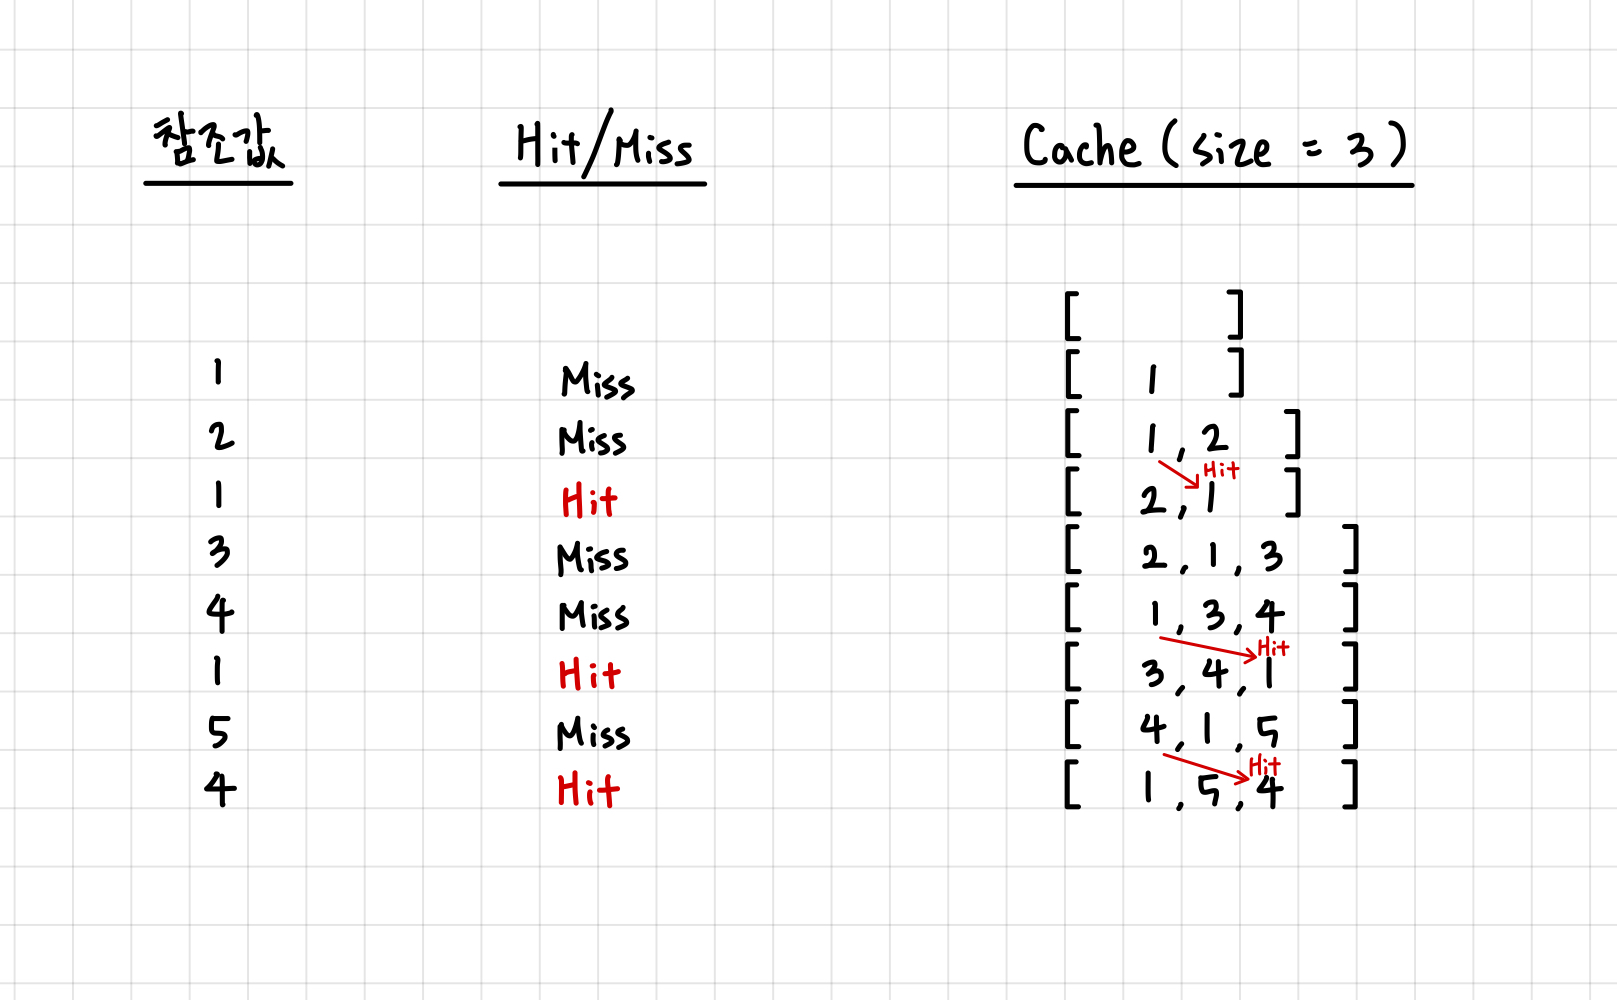 참조값 Hit/Miss Cache (size = 3)
[ ]
1 Miss [ 1 ]
2 Miss [ 1 , 2 ]
Hit
1 Hit [ 2 , 1 ]
3 Miss [ 2 , 1 , 3 ]
4 Miss [ 1 , 3 , 4 ]
Hit
1 Hit [ 3 , 4 , 1 ]
5 Miss [ 4 , 1 , 5 ]
Hit
4 Hit [ 1 , 5 , 4 ]